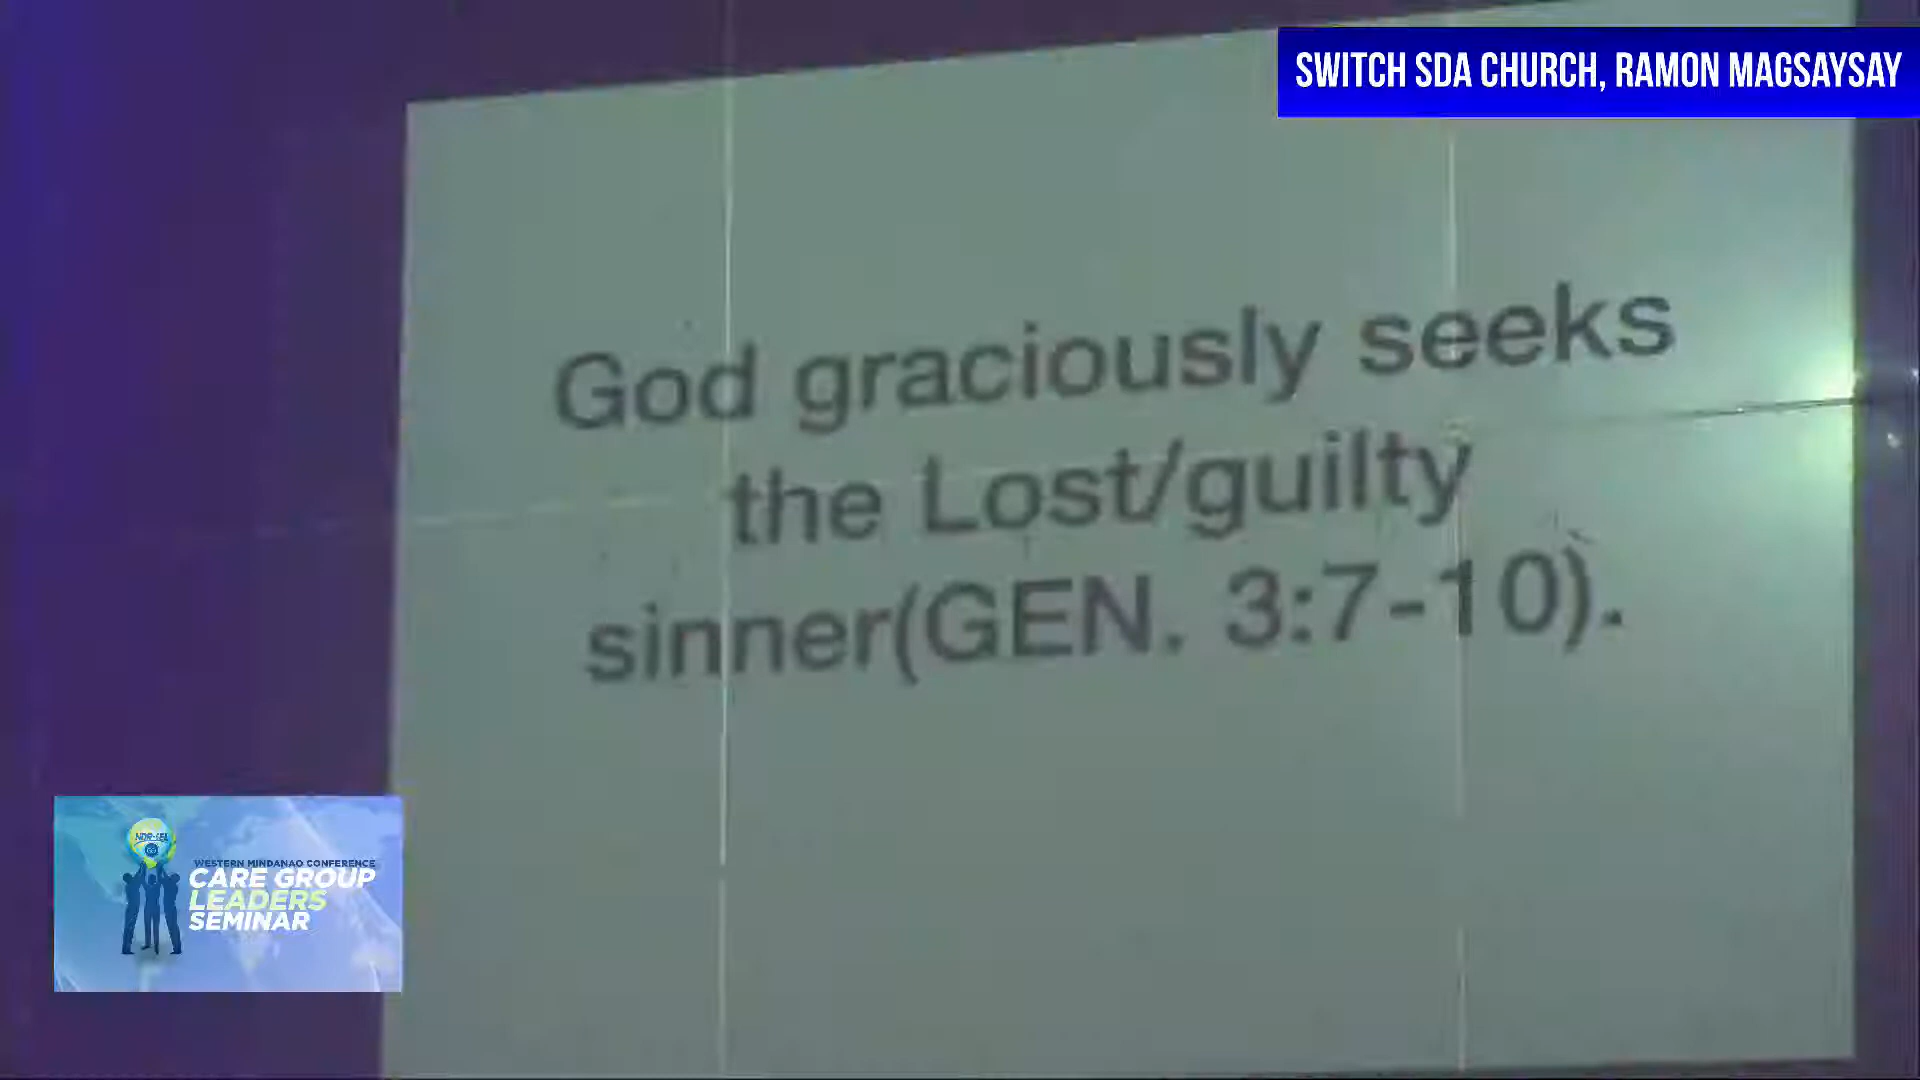 SWITCH SDA CHURCH, RAMON MAGSAYSAY
God graciously seeks
the Lost/guilty
sinner(GEN. 3:7-10).
WESTERN MINDANAO CONFERENCE
CARE GROUP
LEADERS
SEMINAR